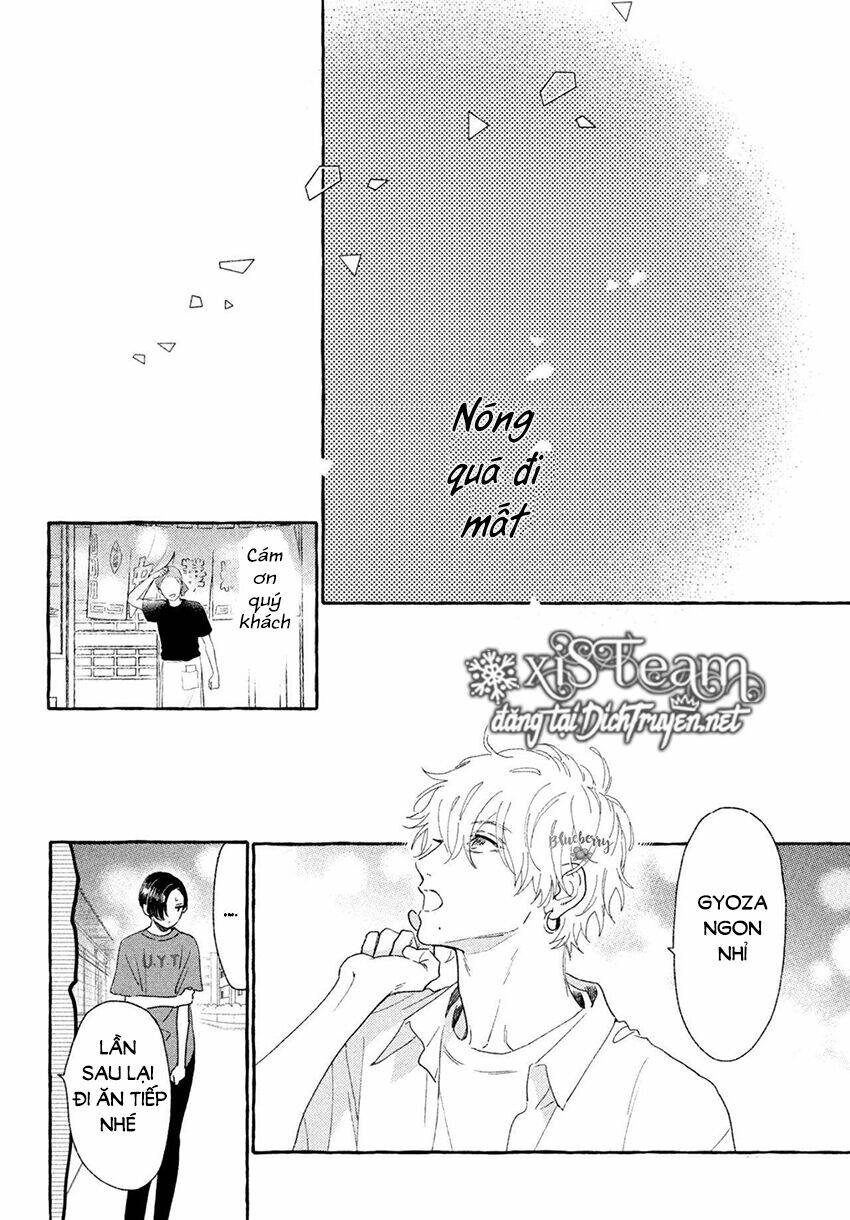 Nóng
quá đi
mất
Cám
ơn
quý
khách
xiSTeam
đăng tại DichTruyen.net
Blueberry
GYOZA
NGON
NHỈ
....
U.Y.T
LẦN
SAU LẠI
ĐI ĂN TIẾP
NHÉ